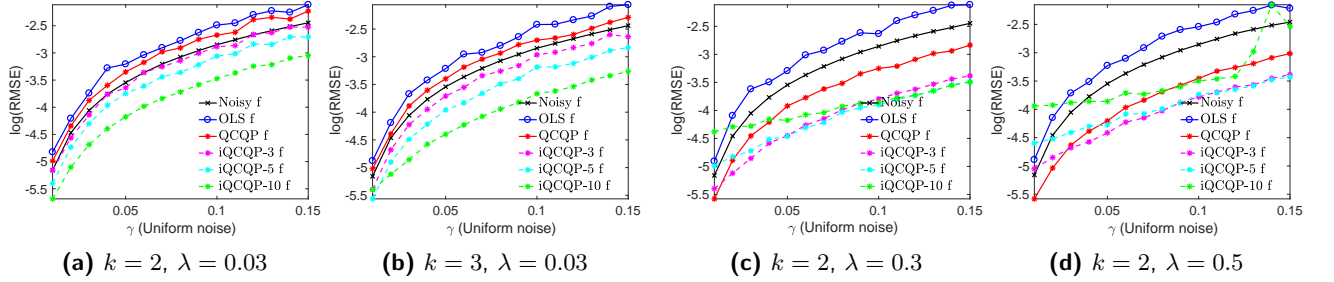 -2.5
-3
-3.5
-4
-4.5
-5
-5.5
log(RMSE)
Noisy f
OLS f
QCQP f
iQCQP-3 f
iQCQP-5 f
iQCQP-10 f
0.05 0.1 0.15
γ (Uniform noise)
(a) k = 2, λ = 0.03
-2.5
-3
-3.5
-4
-4.5
-5
-5.5
log(RMSE)
Noisy f
OLS f
QCQP f
iQCQP-3 f
iQCQP-5 f
iQCQP-10 f
0.05 0.1 0.15
γ (Uniform noise)
(b) k = 3, λ = 0.03
-2.5
-3
-3.5
-4
-4.5
-5
-5.5
log(RMSE)
Noisy f
OLS f
QCQP f
iQCQP-3 f
iQCQP-5 f
iQCQP-10 f
0.05 0.1 0.15
γ (Uniform noise)
(c) k = 2, λ = 0.3
-2.5
-3
-3.5
-4
-4.5
-5
-5.5
log(RMSE)
Noisy f
OLS f
QCQP f
iQCQP-3 f
iQCQP-5 f
iQCQP-10 f
0.05 0.1 0.15
γ (Uniform noise)
(d) k = 2, λ = 0.5